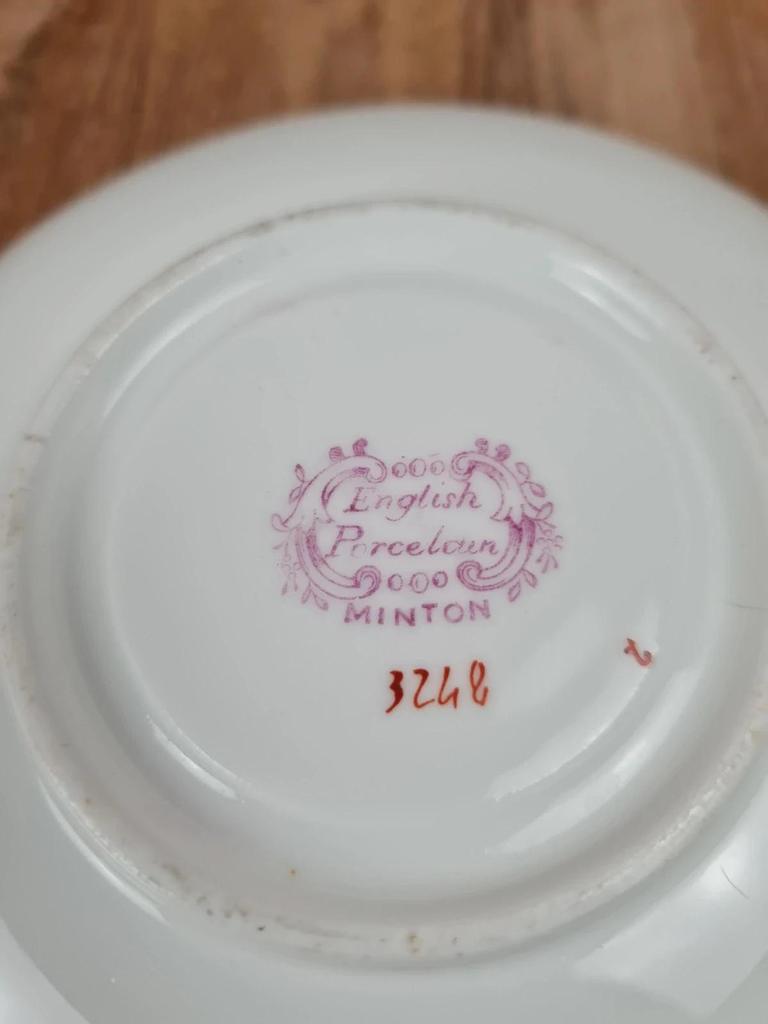 English
Porcelain
MINTON
3248